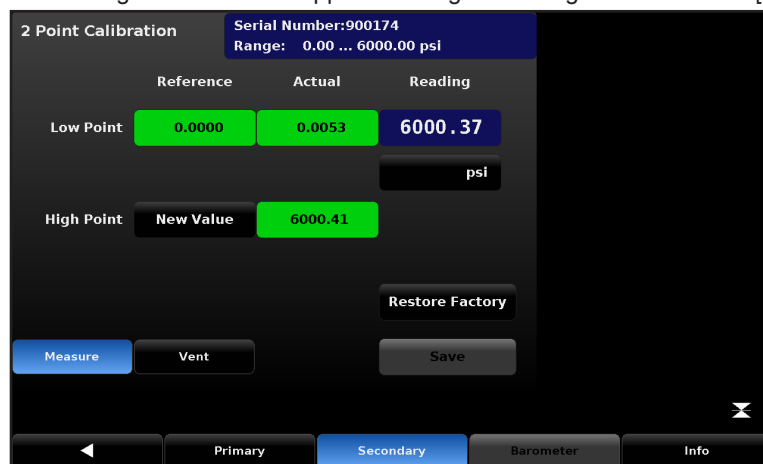 2 Point Calibration
Serial Number:900174
Range: 0.00 ... 6000.00 psi
Reference Actual Reading
Low Point 0.0000 0.0053 6000.37
psi
High Point New Value 6000.41
Restore Factory
Measure Vent Save
Primary Secondary Barometer Info